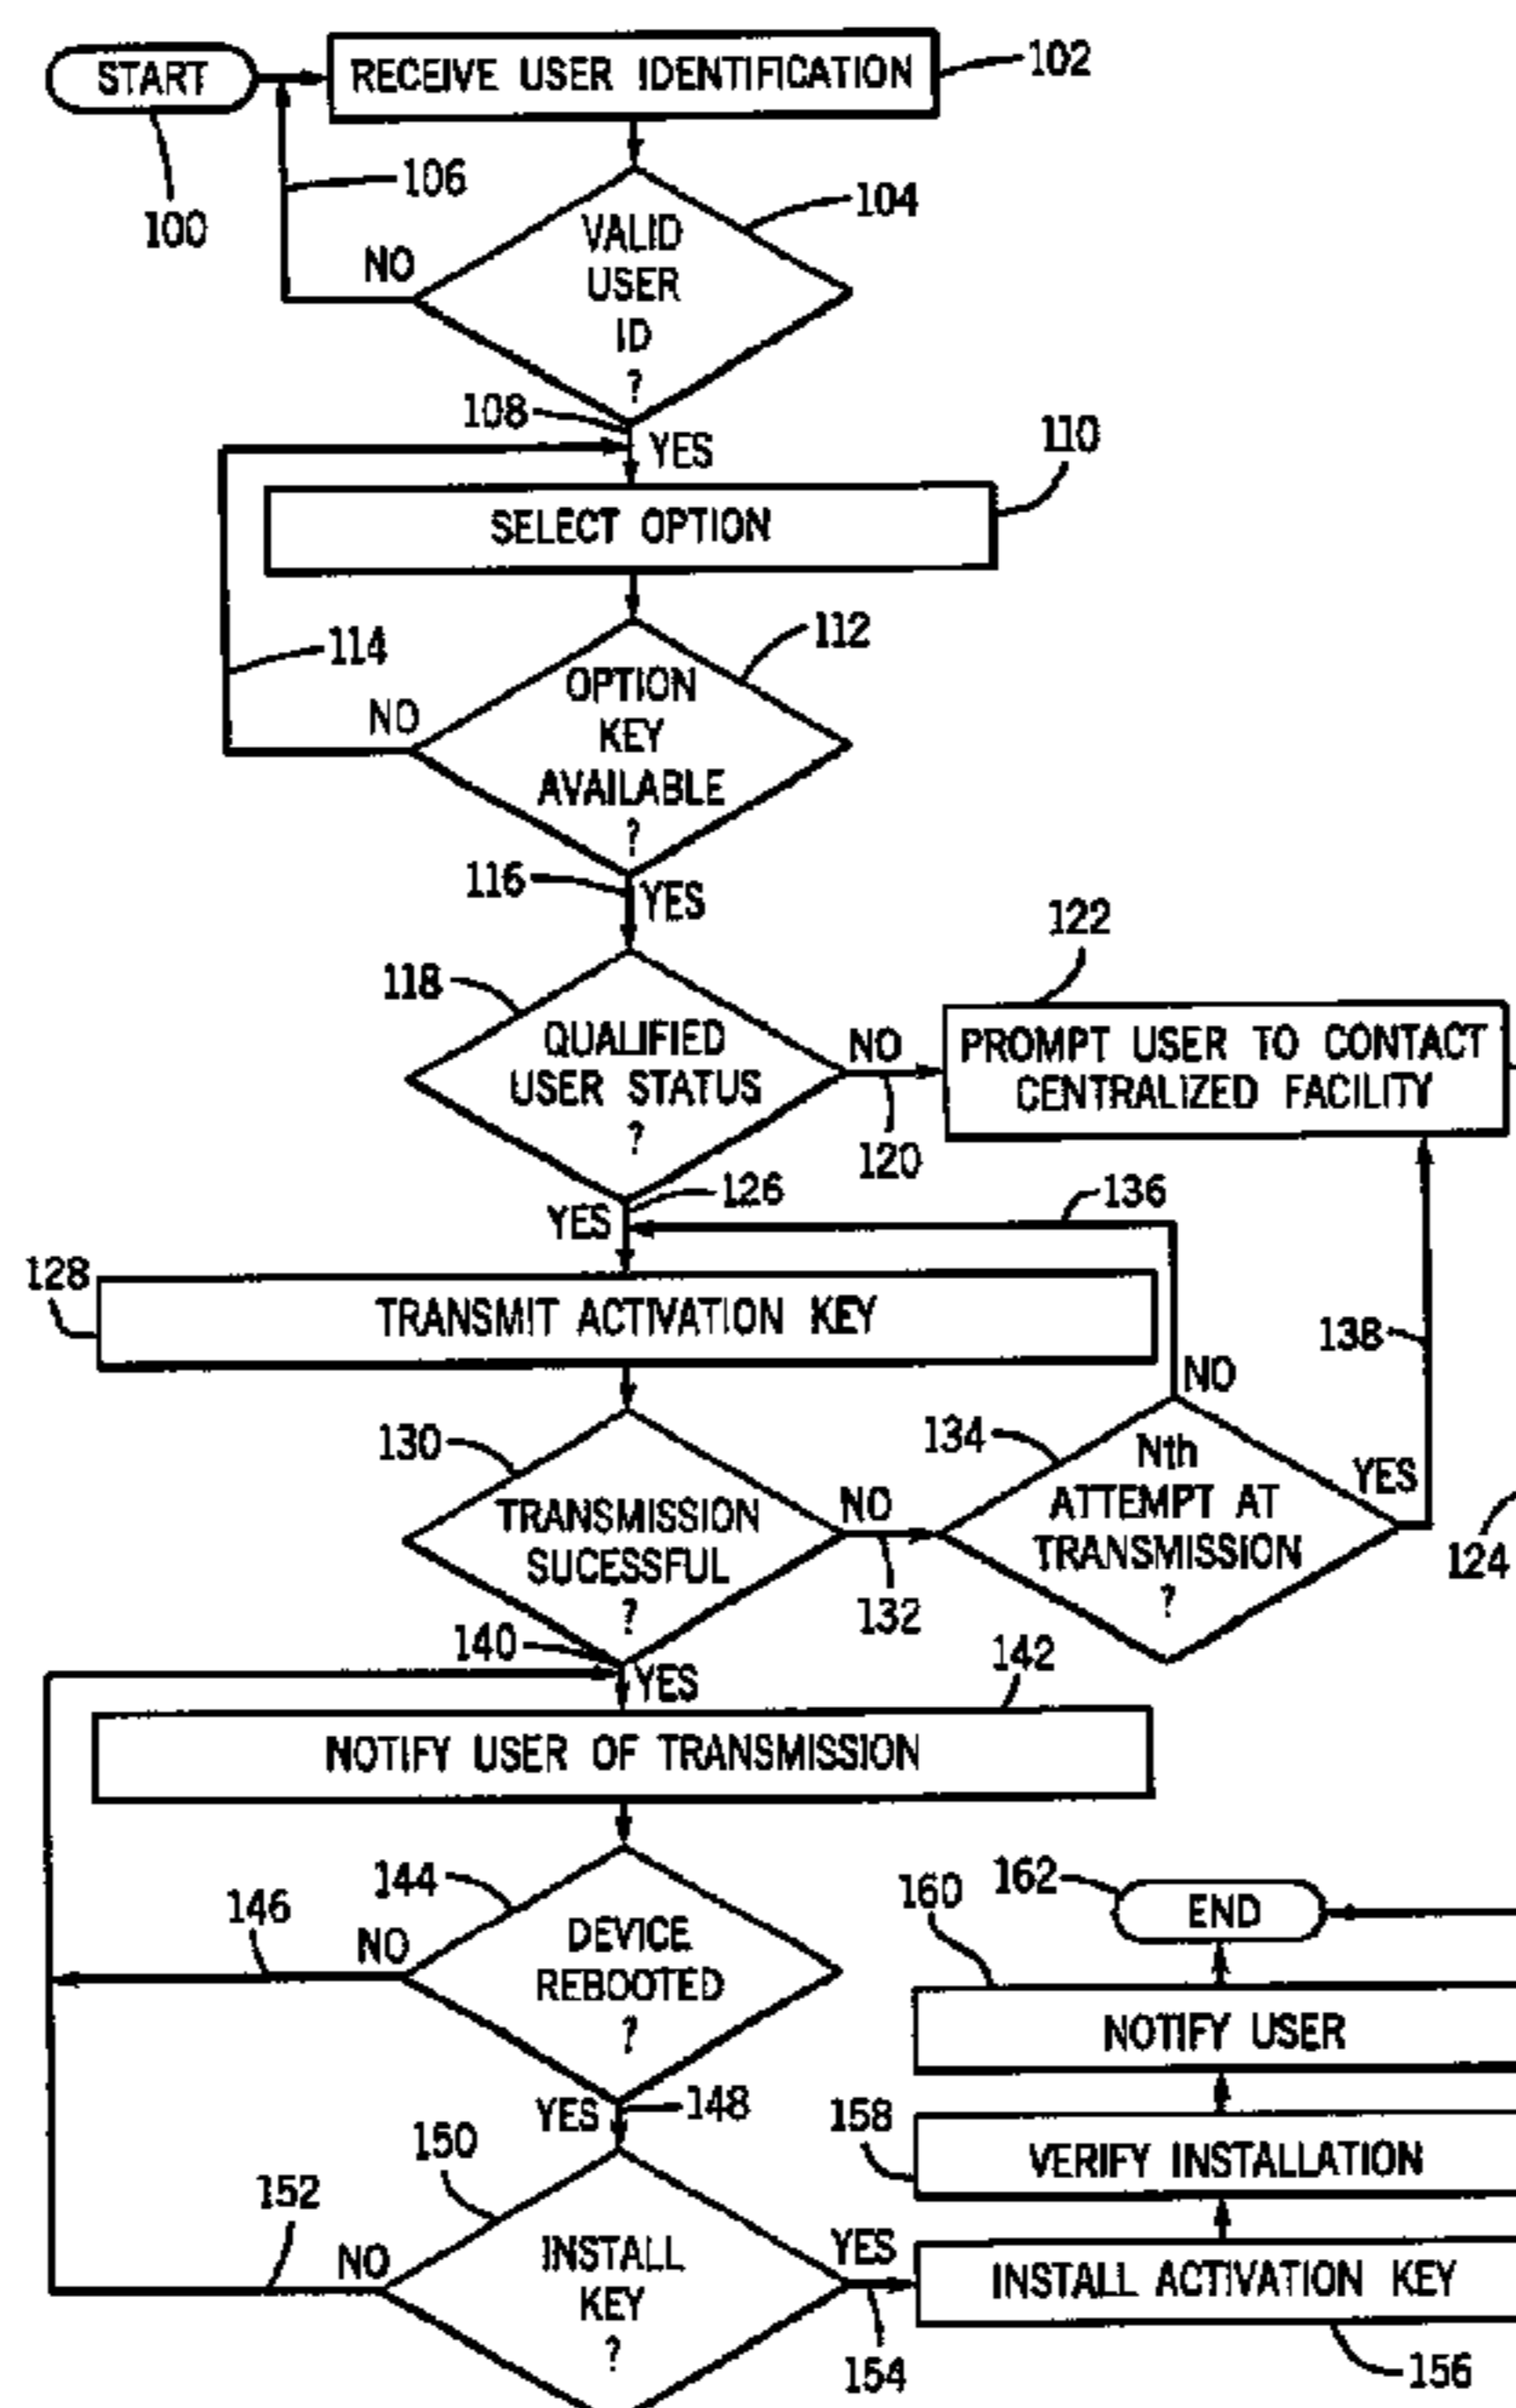 START
RECEIVE USER IDENTIFICATION
102
106
100
104
VALID
USER
ID
?
NO
108
YES
110
SELECT OPTION
112
114
OPTION
KEY
AVAILABLE
?
NO
116
YES
118
QUALIFIED
USER STATUS
?
NO
120
122
PROMPT USER TO CONTACT
CENTRALIZED FACILITY
126
YES
136
128
TRANSMIT ACTIVATION KEY
138
130
TRANSMISSION
SUCESSFUL
?
NO
132
134
Nth
ATTEMPT AT
TRANSMISSION
?
NO
YES
124
140
YES
142
NOTIFY USER OF TRANSMISSION
144
146
NO
DEVICE
REBOOTED
?
YES
148
150
152
NO
INSTALL
KEY
?
YES
154
162
END
160
NOTIFY USER
158
VERIFY INSTALLATION
INSTALL ACTIVATION KEY
156